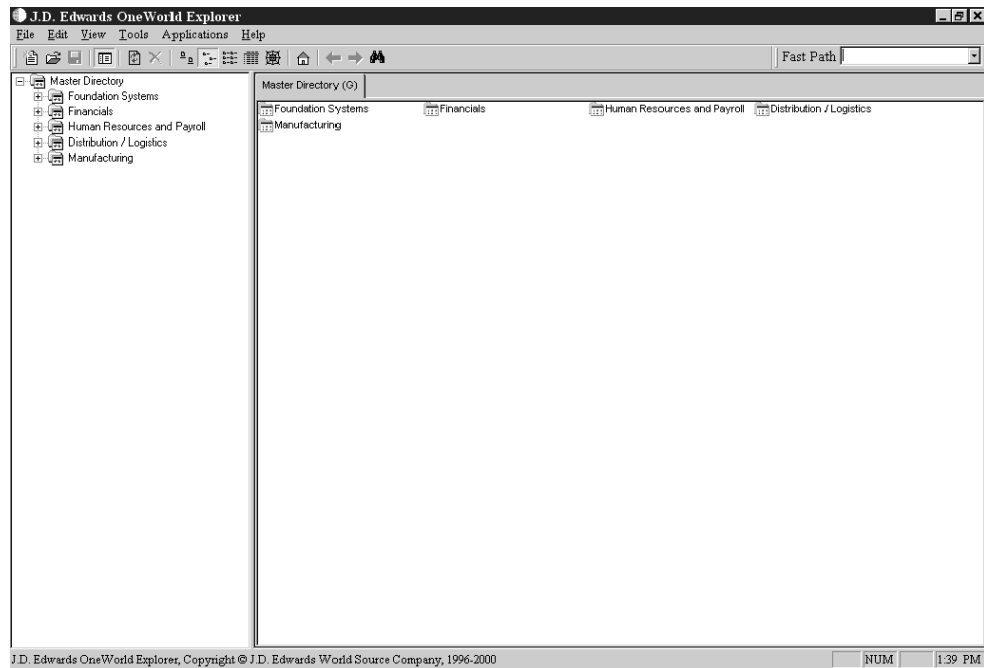 J.D. Edwards OneWorld Explorer
File Edit View Tools Applications Help
Fast Path
Master Directory
Foundation Systems
Financials
Human Resources and Payroll
Distribution / Logistics
Manufacturing
Master Directory (G)
Foundation Systems Financials Human Resources and Payroll Distribution / Logistics
Manufacturing
J.D. Edwards OneWorld Explorer, Copyright © J.D. Edwards World Source Company, 1996-2000 NUM 1:39 PM